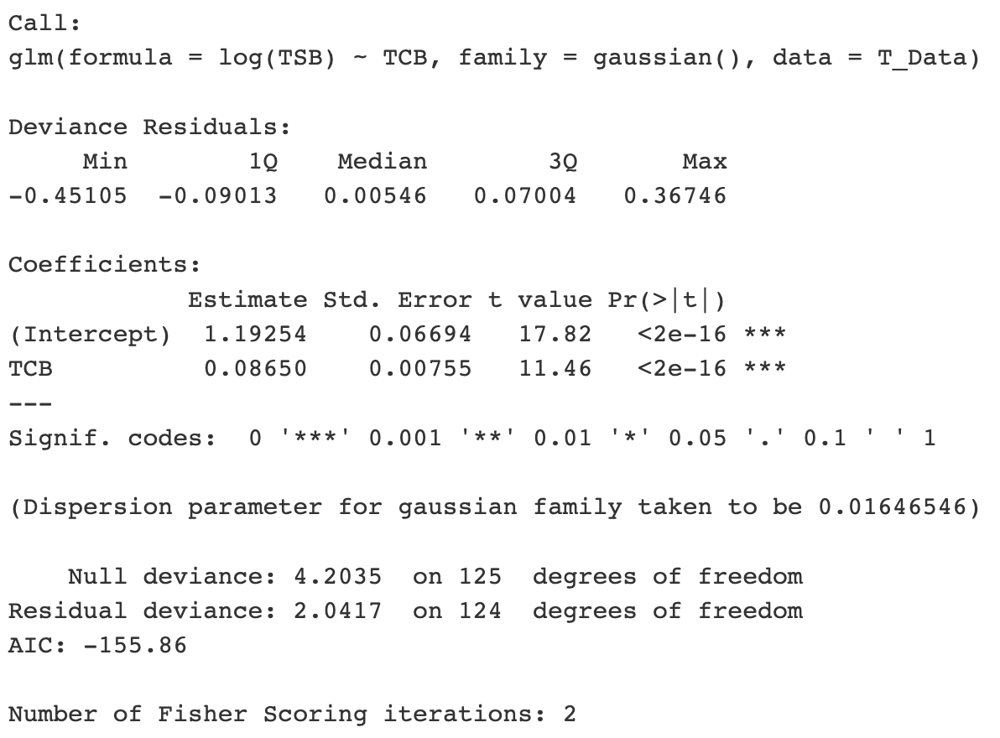 Call:
glm(formula = log(TSB) ~ TCB, family = gaussian(), data = T_Data)
Deviance Residuals:
Min 1Q Median 3Q Max
-0.45105 -0.09013 0.00546 0.07004 0.36746
Coefficients:
Estimate Std. Error t value Pr(>|t|)
(Intercept) 1.19254 0.06694 17.82 <2e-16 ***
TCB 0.08650 0.00755 11.46 <2e-16 ***
---
Signif. codes: 0 '***' 0.001 '**' 0.01 '*' 0.05 '.' 0.1 ' ' 1
(Dispersion parameter for gaussian family taken to be 0.01646546)
Null deviance: 4.2035 on 125 degrees of freedom
Residual deviance: 2.0417 on 124 degrees of freedom
AIC: -155.86
Number of Fisher Scoring iterations: 2